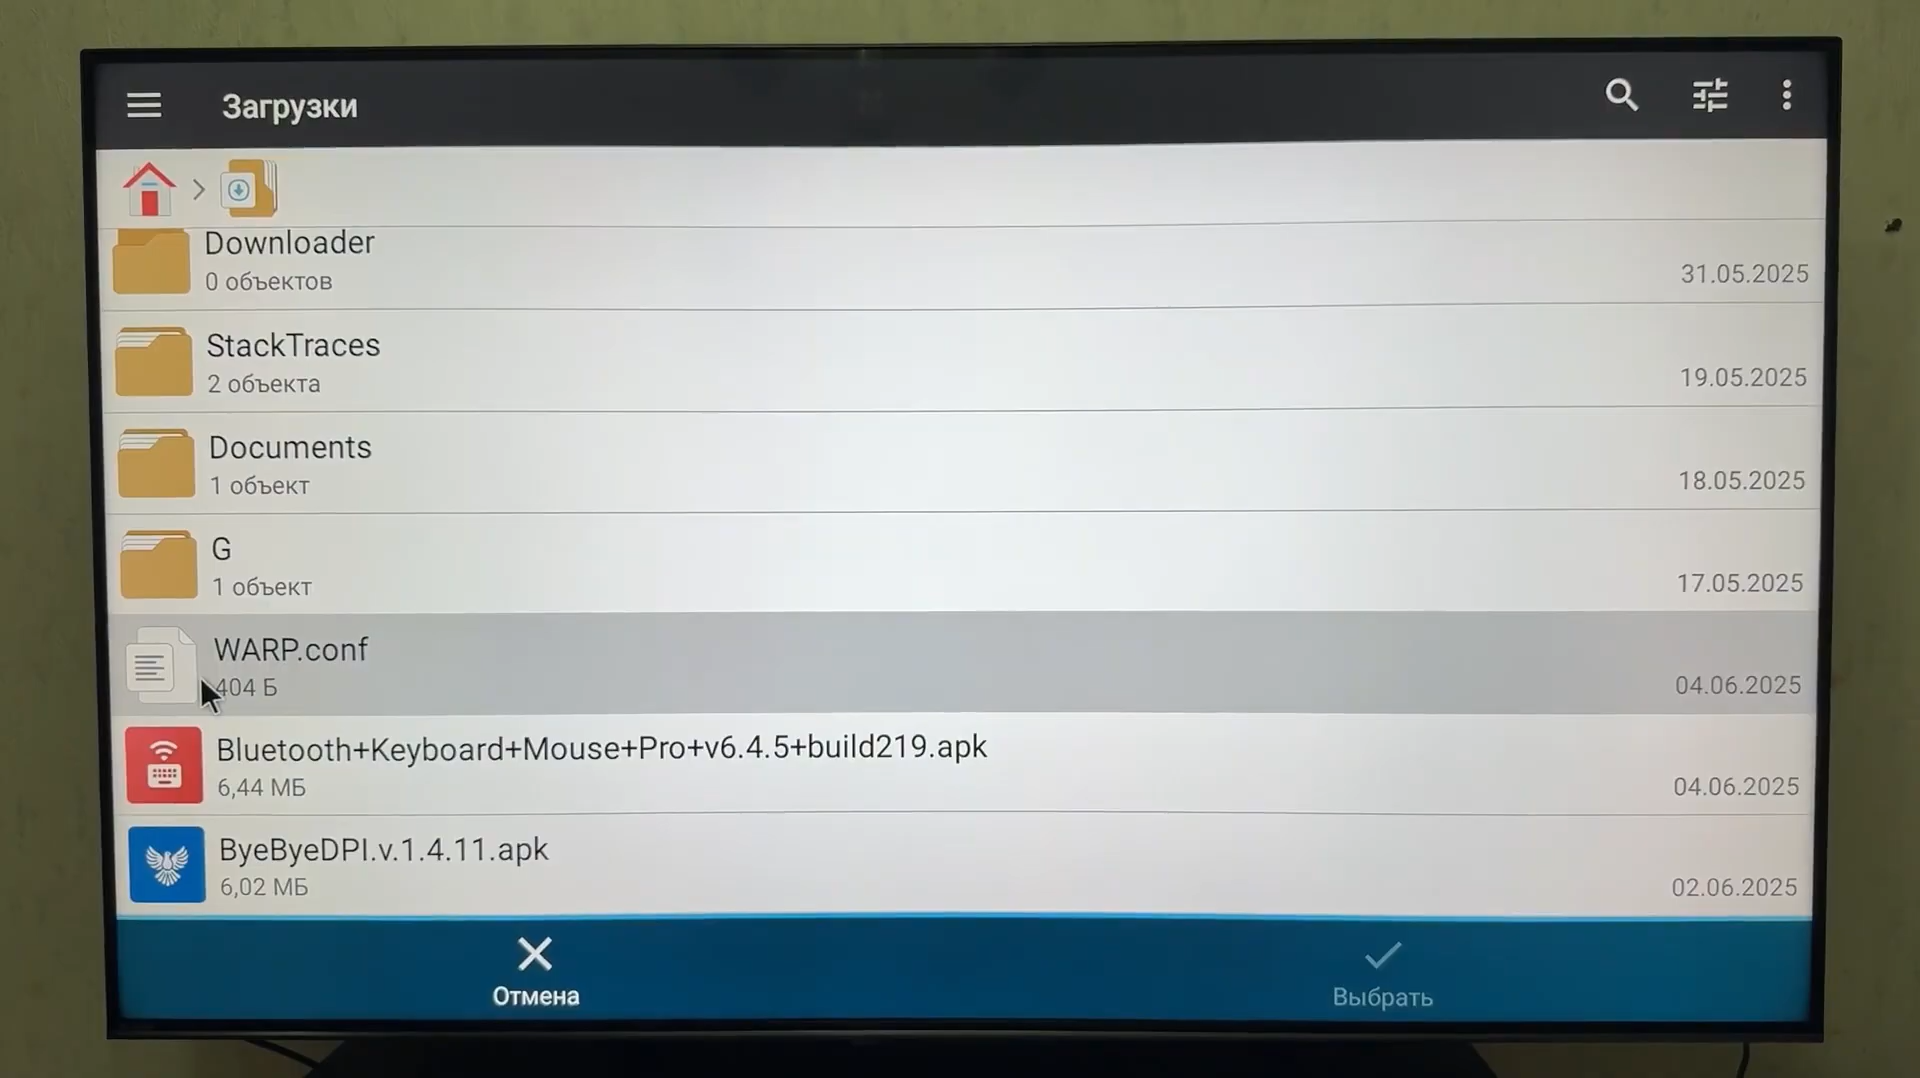 Загрузки
Downloader
0 объектов
31.05.2025
StackTraces
2 объекта
19.05.2025
Documents
1 объект
18.05.2025
G
1 объект
17.05.2025
WARP.conf
404 Б
04.06.2025
Bluetooth+Keyboard+Mouse+Pro+v6.4.5+build219.apk
6,44 МБ
04.06.2025
ByeByeDPI.v.1.4.11.apk
6,02 МБ
02.06.2025
Отмена
Выбрать